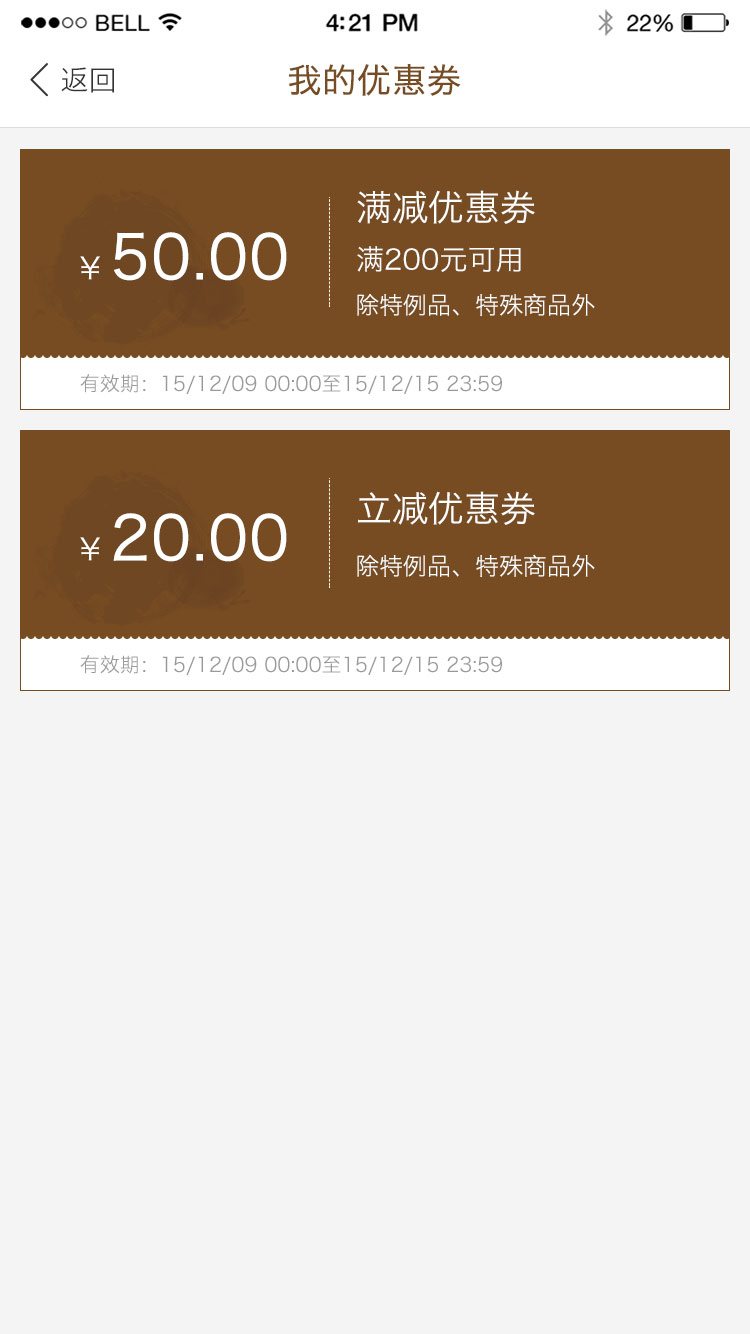 BELL 4:21 PM 22%
返回 我的优惠券
¥ 50.00
满减优惠券
满200元可用
除特例品、特殊商品外
有效期：15/12/09 00:00至15/12/15 23:59
¥ 20.00
立减优惠券
除特例品、特殊商品外
有效期：15/12/09 00:00至15/12/15 23:59